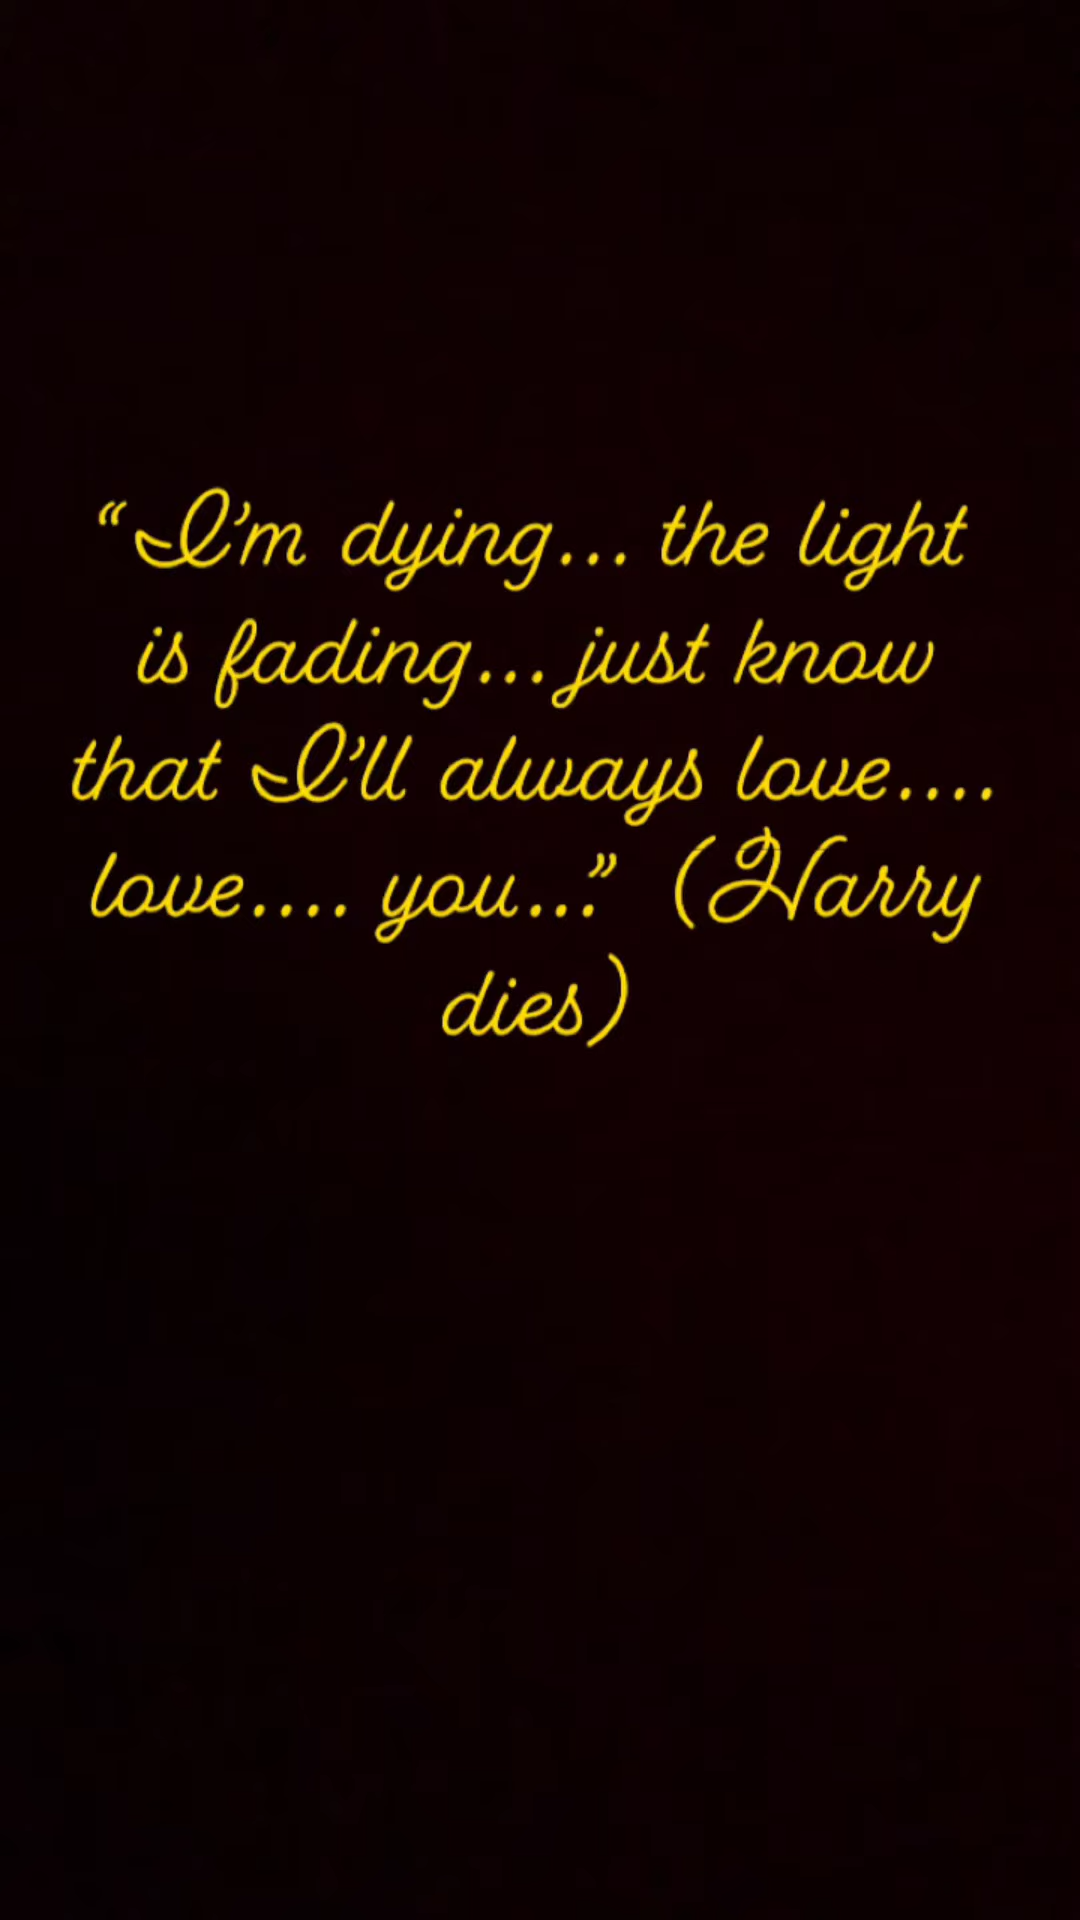 “I’m dying... the light
is fading... just know
that I’ll always love....
love.... you...” (Harry
dies)